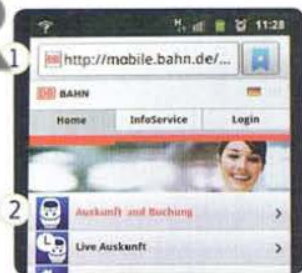 11:28
1
http://mobile.bahn.de/...
DB BAHN
Home InfoService Login
2
Auskunft und Buchung
Live Auskunft